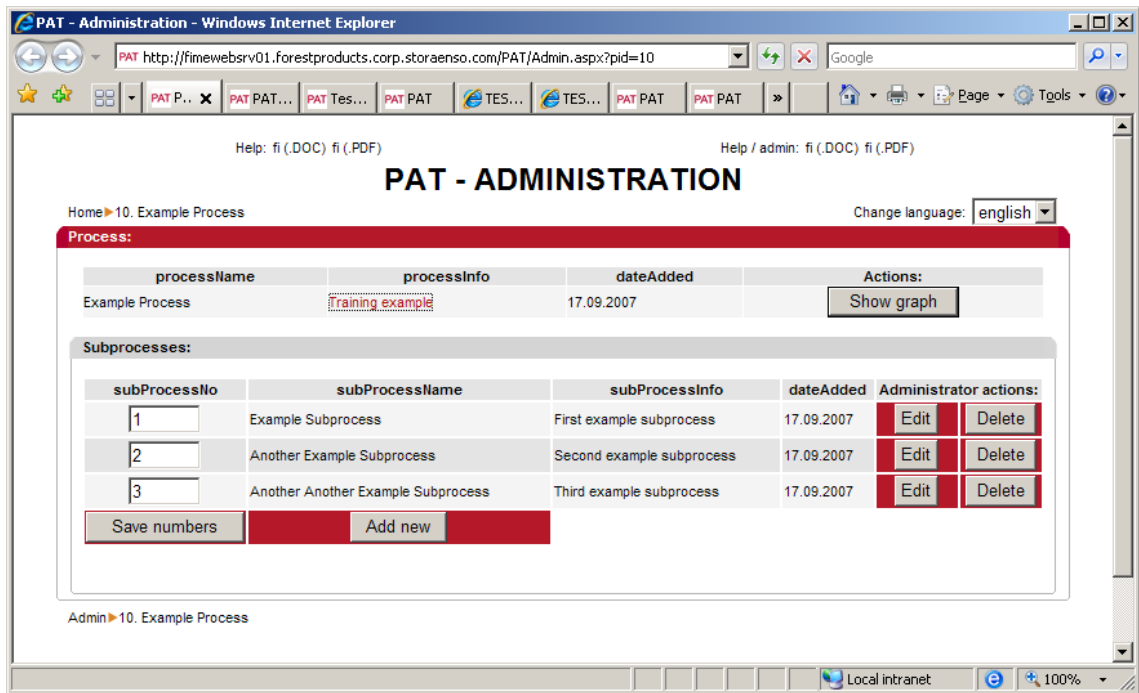 PAT - Administration - Windows Internet Explorer
PAT http://fimewebsrv01.forestproducts.corp.storaenso.com/PAT/Admin.aspx?pid=10 Google
PAT P.. PAT PAT... PAT Tes... PAT PAT TES... TES... PAT PAT PAT PAT » Page Tools
Help: fi (.DOC) fi (.PDF) Help / admin: fi (.DOC) fi (.PDF)
PAT - ADMINISTRATION
Home 10. Example Process Change language: english
Process:
processName processInfo dateAdded Actions:
Example Process Training example 17.09.2007 Show graph
Subprocesses:
subProcessNo subProcessName subProcessInfo dateAdded Administrator actions:
1 Example Subprocess First example subprocess 17.09.2007 Edit Delete
2 Another Example Subprocess Second example subprocess 17.09.2007 Edit Delete
3 Another Another Example Subprocess Third example subprocess 17.09.2007 Edit Delete
Save numbers Add new
Admin 10. Example Process
Local intranet 100%